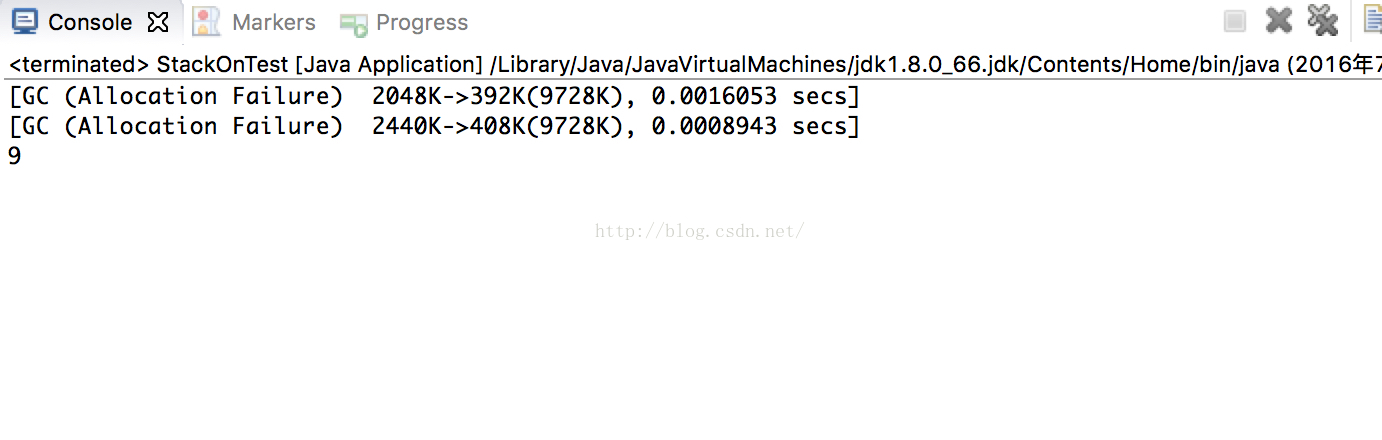 Console Markers Progress
<terminated> StackOnTest [Java Application] /Library/Java/JavaVirtualMachines/jdk1.8.0_66.jdk/Contents/Home/bin/java (2016年7
[GC (Allocation Failure)  2048K->392K(9728K), 0.0016053 secs]
[GC (Allocation Failure)  2440K->408K(9728K), 0.0008943 secs]
9
http://blog.csdn.net/